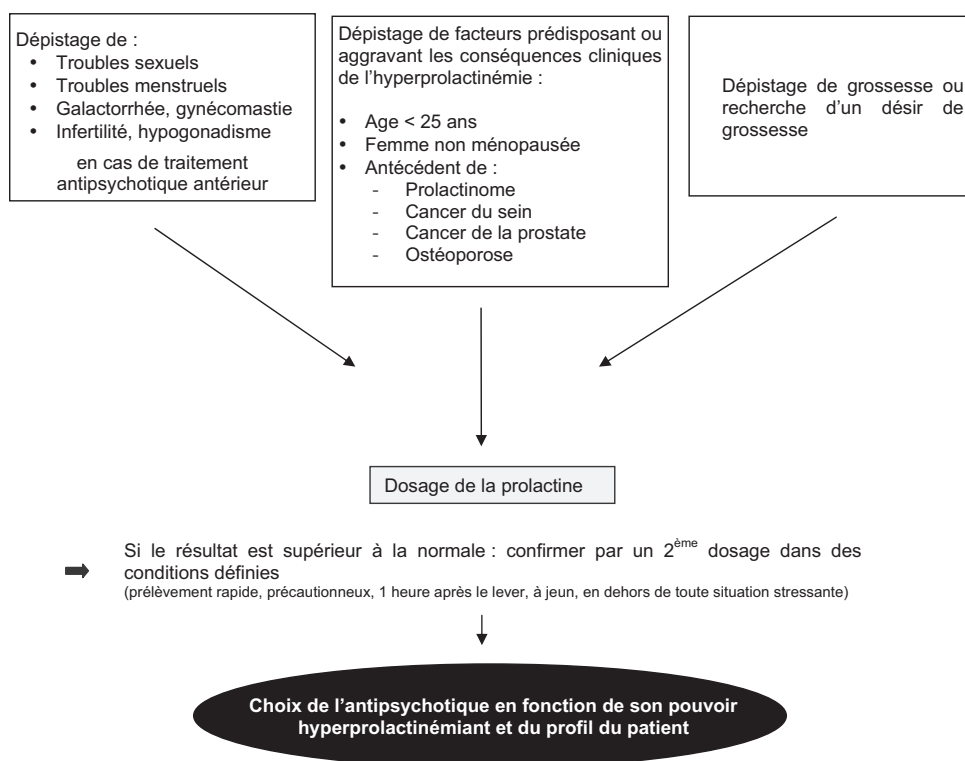 Dépistage de :
• Troubles sexuels
• Troubles menstruels
• Galactorrhée, gynécomastie
• Infertilité, hypogonadisme
en cas de traitement
antipsychotique antérieur
Dépistage de facteurs prédisposant ou
aggravant les conséquences cliniques
de l’hyperprolactinémie :
• Age < 25 ans
• Femme non ménopausée
• Antécédent de :
- Prolactinome
- Cancer du sein
- Cancer de la prostate
- Ostéoporose
Dépistage de grossesse ou
recherche d’un désir de
grossesse
Dosage de la prolactine
Si le résultat est supérieur à la normale : confirmer par un 2ème dosage dans des
conditions définies
(prélèvement rapide, précautionneux, 1 heure après le lever, à jeun, en dehors de toute situation stressante)
Choix de l’antipsychotique en fonction de son pouvoir
hyperprolactinémiant et du profil du patient